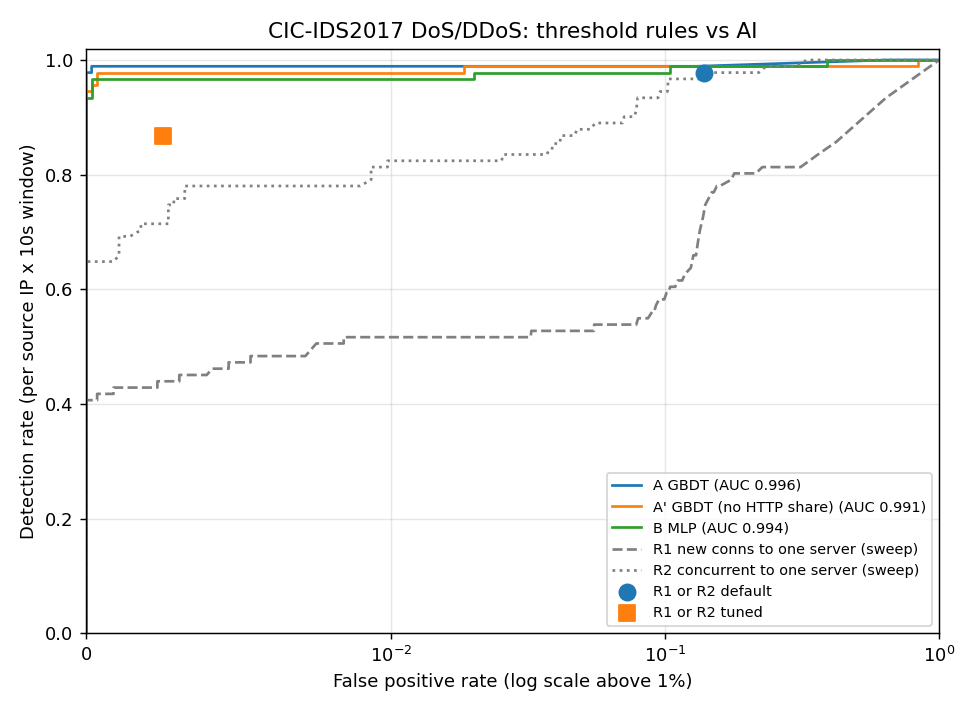 CIC-IDS2017 DoS/DDoS: threshold rules vs AI
Detection rate (per source IP x 10s window)
1.0
0.8
0.6
0.4
0.2
0.0
A GBDT (AUC 0.996)
A' GBDT (no HTTP share) (AUC 0.991)
B MLP (AUC 0.994)
R1 new conns to one server (sweep)
R2 concurrent to one server (sweep)
R1 or R2 default
R1 or R2 tuned
0
10⁻²
10⁻¹
10⁰
False positive rate (log scale above 1%)